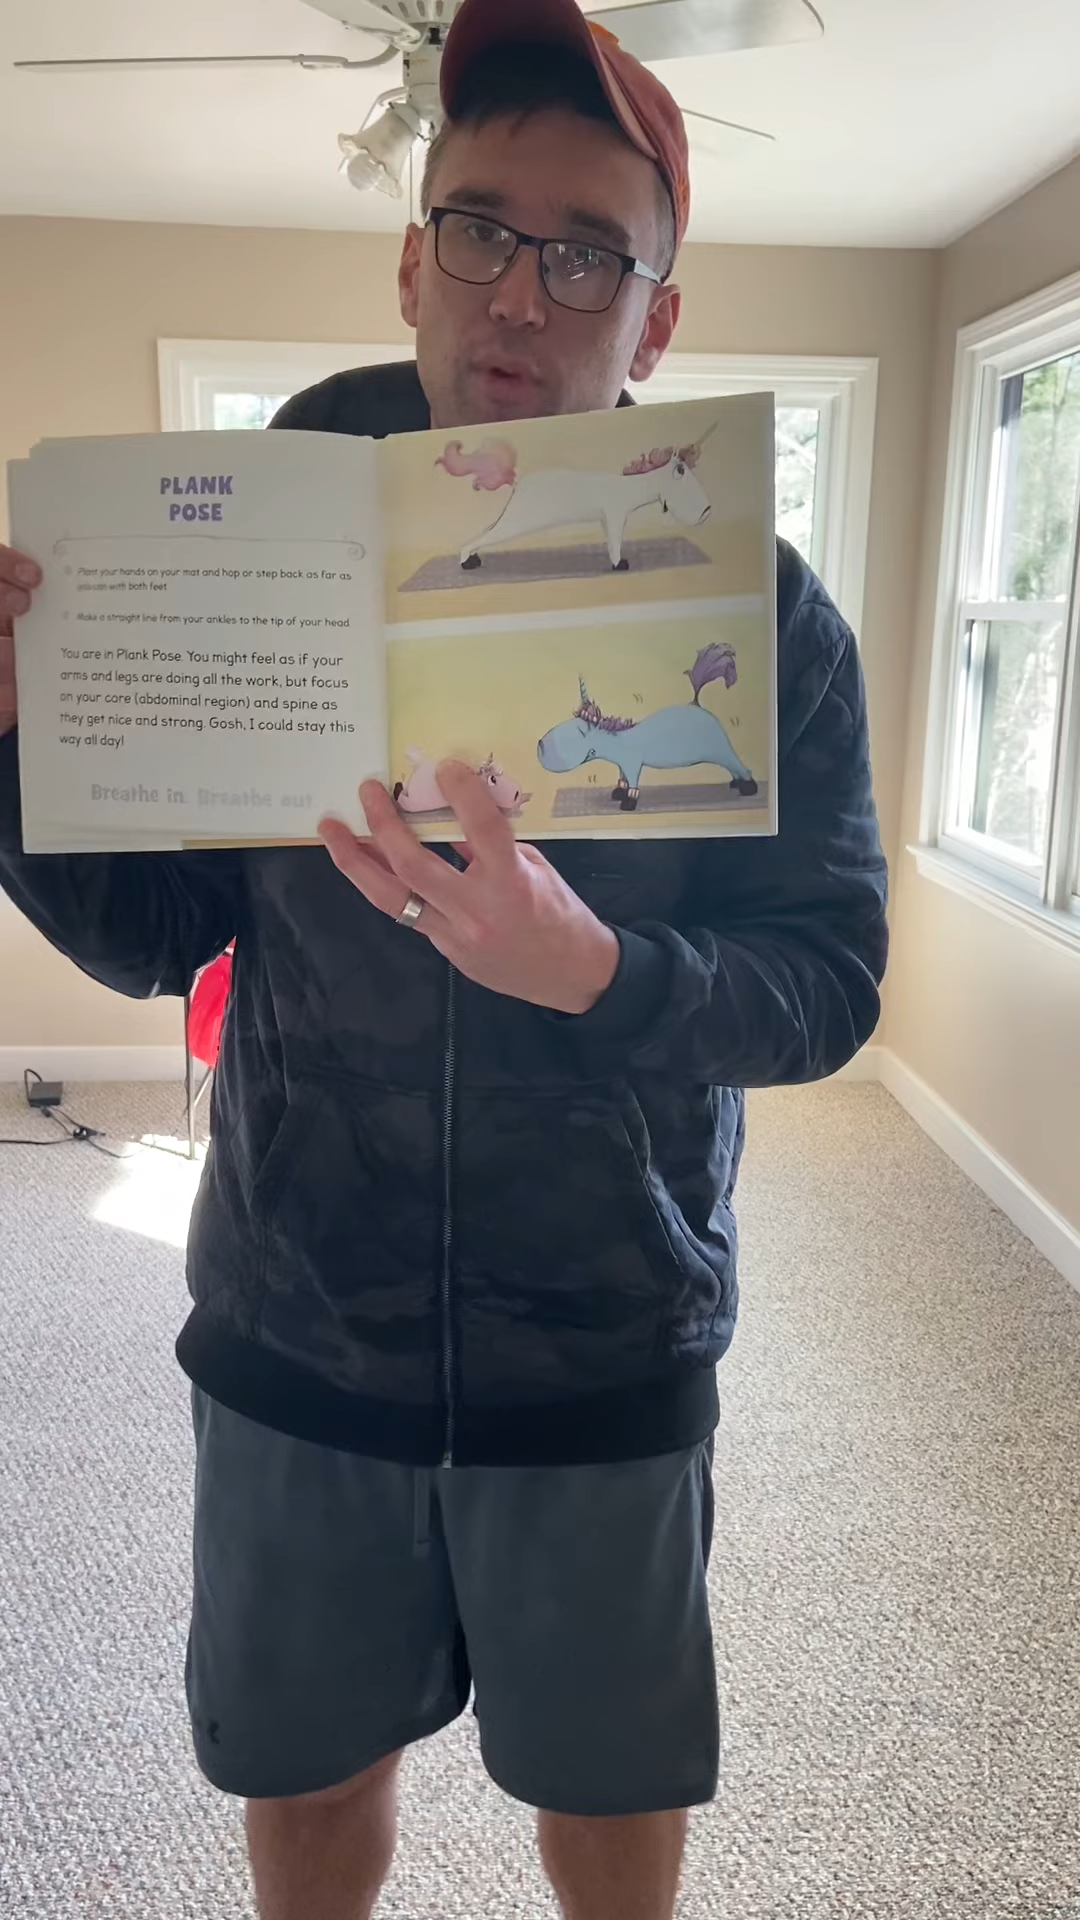 PLANK
POSE
Plant your hands on your mat and hop or step back as far as
you can with both feet
Make a straight line from your ankles to the tip of your head
You are in Plank Pose. You might feel as if your
arms and legs are doing all the work, but focus
on your core (abdominal region) and spine as
they get nice and strong. Gosh, I could stay this
way all day!
Breathe in. Breathe out.